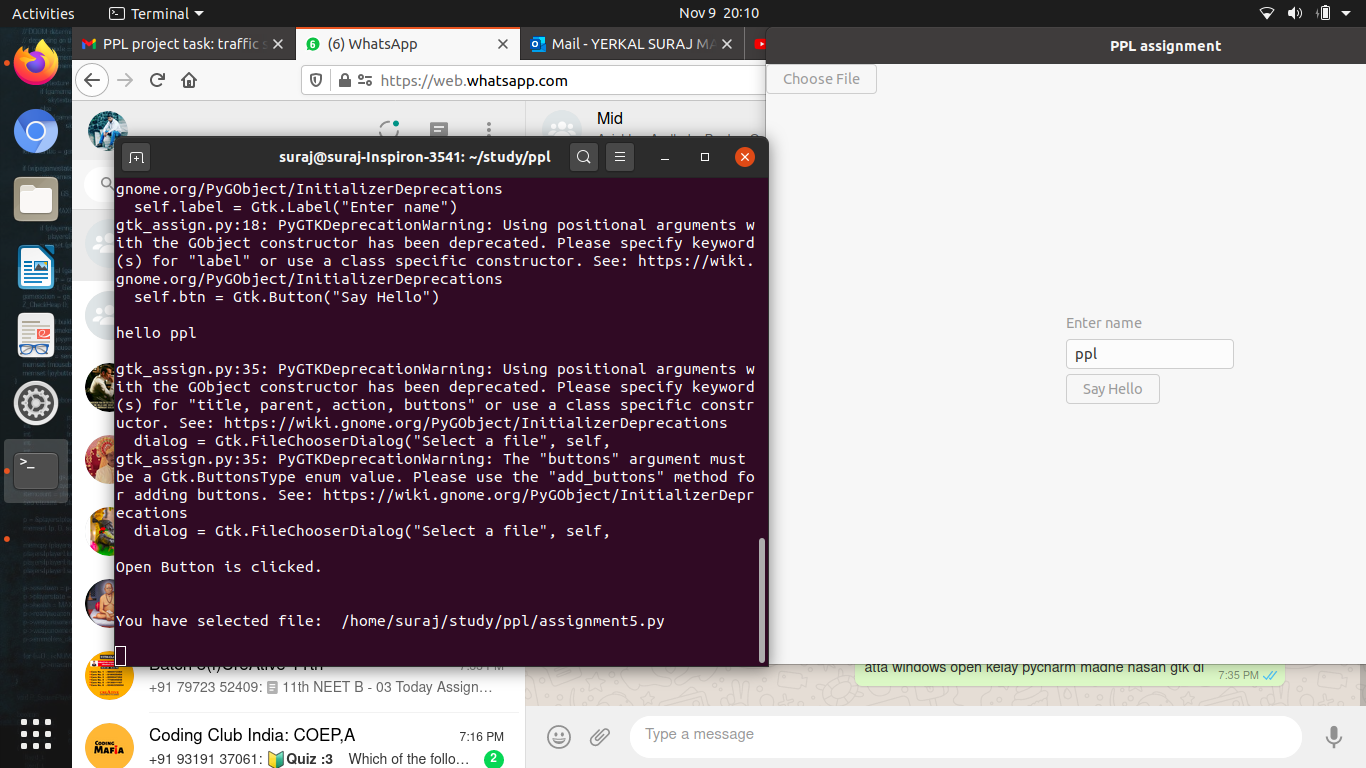 Activities
Terminal
Nov 9 20:10
PPL project task: traffic s
(6) WhatsApp
Mail - YERKAL SURAJ MA
PPL assignment
https://web.whatsapp.com
Choose File
Mid
suraj@suraj-Inspiron-3541: ~/study/ppl
gnome.org/PyGObject/InitializerDeprecations
self.label = Gtk.Label("Enter name")
gtk_assign.py:18: PyGTKDeprecationWarning: Using positional arguments w
ith the GObject constructor has been deprecated. Please specify keyword
(s) for "label" or use a class specific constructor. See: https://wiki.
gnome.org/PyGObject/InitializerDeprecations
self.btn = Gtk.Button("Say Hello")
hello ppl
gtk_assign.py:35: PyGTKDeprecationWarning: Using positional arguments w
ith the GObject constructor has been deprecated. Please specify keyword
(s) for "title, parent, action, buttons" or use a class specific constr
uctor. See: https://wiki.gnome.org/PyGObject/InitializerDeprecations
dialog = Gtk.FileChooserDialog("Select a file", self,
gtk_assign.py:35: PyGTKDeprecationWarning: The "buttons" argument must
be a Gtk.ButtonsType enum value. Please use the "add_buttons" method fo
r adding buttons. See: https://wiki.gnome.org/PyGObject/InitializerDepr
ecations
dialog = Gtk.FileChooserDialog("Select a file", self,
Open Button is clicked.
You have selected file:  /home/suraj/study/ppl/assignment5.py
Enter name
ppl
Say Hello
atta windows open kelay pycharm madhe nasan gtk di
7:35 PM
+91 79723 52409: 11th NEET B - 03 Today Assign…
Coding Club India: COEP,A
7:16 PM
+91 93191 37061: Quiz :3 Which of the follo…
2
CODING
MAFIA
Type a message